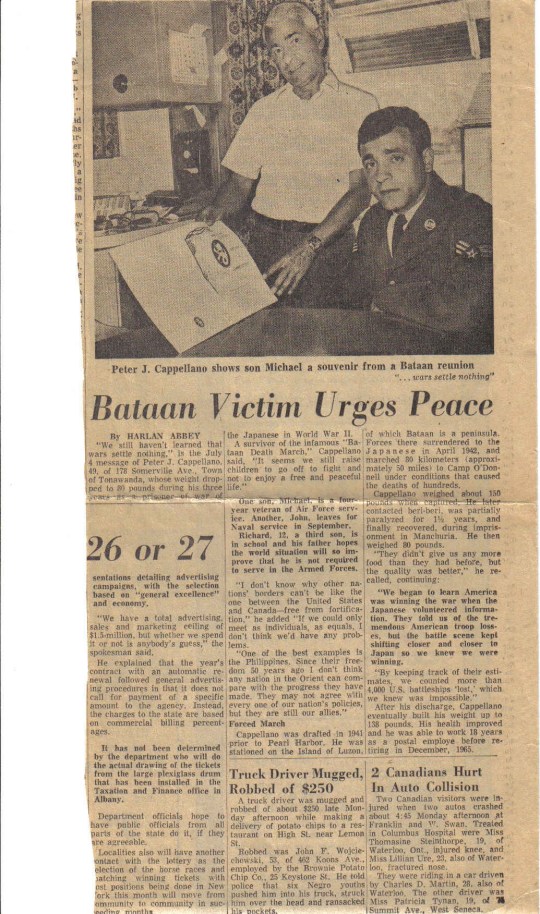 Peter J. Cappellano shows son Michael a souvenir from a Bataan reunion
"... wars settle nothing"
Bataan Victim Urges Peace
By HARLAN ABBEY
"We still haven't learned that
wars settle nothing," is the July
4 message of Peter J. Cappellano,
49, of 178 Somerville Ave., Town
of Tonawanda, whose weight drop-
ped to 80 pounds during his three
years as a prisoner of war of
the Japanese in World War II.
A survivor of the infamous "Ba-
taan Death March," Cappellano
said, "It seems we still raise
children to go off to fight and
not to enjoy a free and peaceful
life."
One son, Michael, is a four-
year veteran of Air Force serv-
ice. Another, John, leaves for
Naval service in September.
Richard, 12, a third son, is
in school and his father hopes
the world situation will so im-
prove that he is not required
to serve in the Armed Forces.
"I don't know why other na-
tions' borders can't be like the
one between the United States
and Canada—free from fortifica-
tion," he added "If we could only
meet as individuals, as equals, I
don't think we'd have any prob-
lems.
"One of the best examples is
the Philippines. Since their free-
dom 50 years ago I don't think
any nation in the Orient can com-
pare with the progress they have
made. They may not agree with
every one of our nation's policies,
but they are still our allies."
Forced March
Cappellano was drafted in 1941
prior to Pearl Harbor. He was
stationed on the Island of Luzon,
of which Bataan is a peninsula.
Forces there surrendered to the
Japanese in April 1942, and
marched 80 kilometers (approxi-
mately 50 miles) to Camp O'Don-
nell under conditions that caused
the deaths of hundreds.
Cappellano weighed about 150
pounds when captured. He later
contacted beri-beri, was partially
paralyzed for 1½ years, and
finally recovered, during impris-
onment in Manchuria. He then
weighed 80 pounds.
"They didn't give us any more
food than they had before, but
the quality was better," he re-
called, continuing:
"We began to learn America
was winning the war when the
Japanese volunteered informa-
tion. They told us of the tre-
mendous American troop loss-
es, but the battle scene kept
shifting closer and closer to
Japan so we knew we were
winning.
"By keeping track of their esti-
mates, we counted more than
4,000 U.S. battleships 'lost,' which
we knew was impossible."
After his discharge, Cappellano
eventually built his weight up to
138 pounds. His health improved
and he was able to work 18 years
as a postal employe before re-
tiring in December, 1965.
26 or 27
sentations detailing advertising
campaigns, with the selection
based on "general excellence"
and economy.
"We have a total advertising,
sales and marketing ceiling of
$1.5-million, but whether we spend
it or not is anybody's guess," the
spokesman said.
He explained that the year's
contract with an automatic re-
newal followed general advertis-
ing procedures in that it does not
call for payment of a specific
amount to the agency. Instead,
the charges to the state are based
on commercial billing percent-
ages.
It has not been determined
by the department who will do
the actual drawing of the tickets
from the large plexiglass drum
that has been installed in the
Taxation and Finance office in
Albany.
Department officials hope to
have public officials from all
parts of the state do it, if they
are agreeable.
Localities also will have another
contact with the lottery as the
selection of the horse races and
matching winning tickets with
post positions being done in New
York this month will move from
community to community in suc-
ceeding months.
Truck Driver Mugged,
Robbed of $250
A truck driver was mugged and
robbed of about $250 late Mon-
day afternoon while making a
delivery of potato chips to a res-
taurant on High St. near Lemon
St.
Robbed was John F. Wojcie-
chowski, 53, of 462 Koons Ave.,
employed by the Brownie Potato
Chip Co., 25 Keystone St. He told
police that six Negro youths
pushed him into his truck, struck
him over the head and ransacked
his pockets.
2 Canadians Hurt
In Auto Collision
Two Canadian visitors were in-
jured when two autos crashed
about 4:45 Monday afternoon at
Franklin and W. Swan. Treated
in Columbus Hospital were Miss
Thomasine Sleinthorpe, 19, of
Waterloo, Ont., injured knee, and
Miss Lillian Ure, 23, also of Water-
loo, fractured nose.
They were riding in a car driven
by Charles D. Martin, 26, also of
Waterloo. The other driver was
Miss Patricia Tynan, 19, of
Summit Ave., West Seneca.